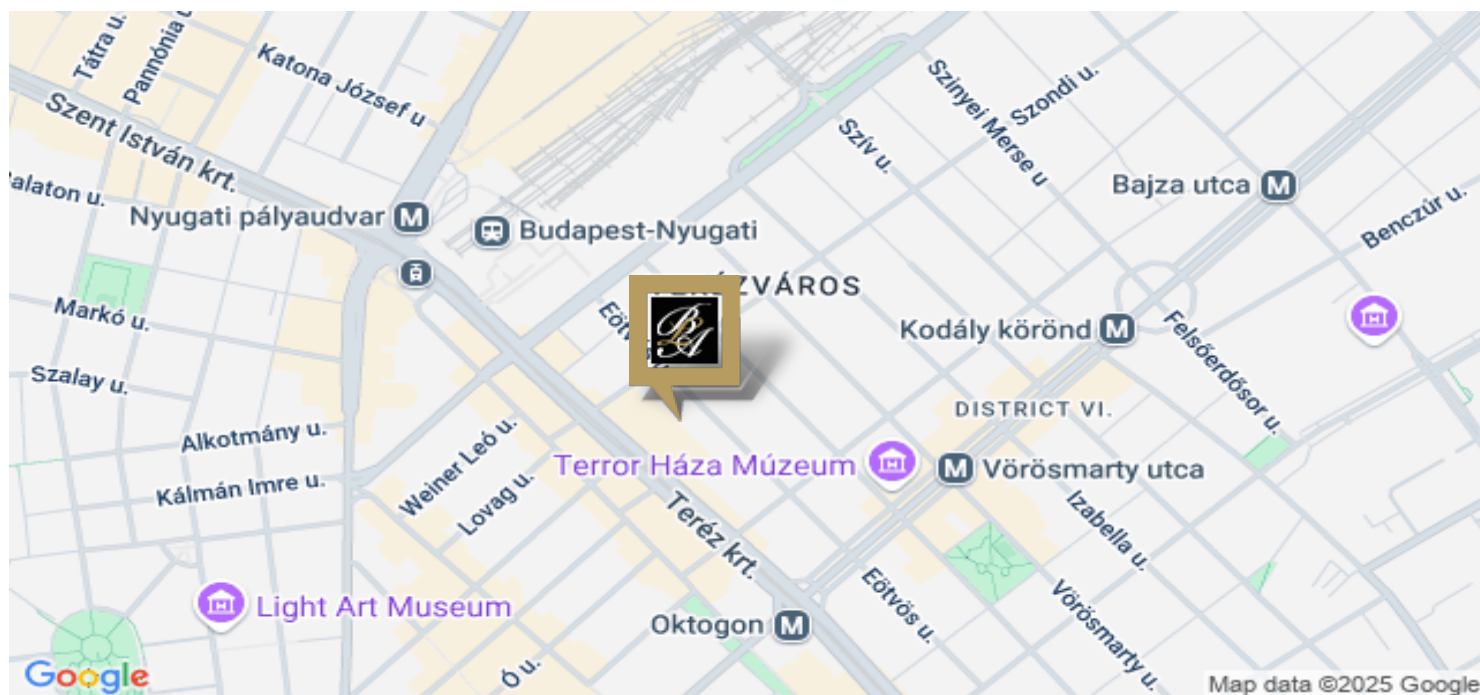 Tátra u.
Pannónia u
Katona József u
Szent István krt.
Balaton u.
Nyugati pályaudvar
M
Budapest-Nyugati
Szinyei Merse u
Szondi u.
Szív u.
Bajza utca
M
Benczúr u.
Markó u.
Kodály körönd
M
Felsőerdősor u.
Szalay u.
DISTRICT VI.
Alkotmány u.
Weiner Leó u.
Terror Háza Múzeum
M
Vörösmarty utca
Kálmán Imre u.
Lovag u.
Teréz krt.
Izabella u.
Eötvös u.
Light Art Museum
Vörösmarty u.
Oktogon
M
Ó u.
Google
Map data ©2025 Google